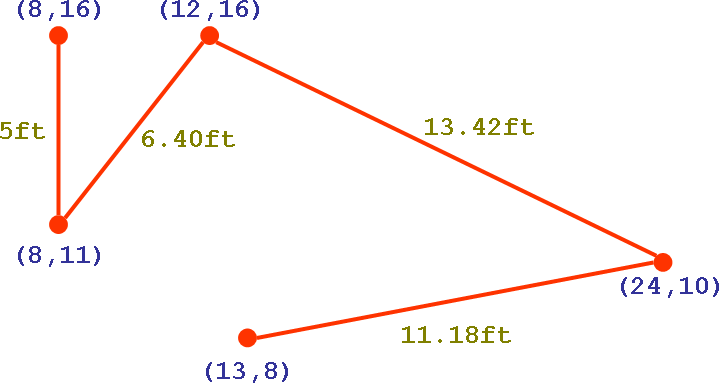 (8,16)
(12,16)
5ft
6.40ft
13.42ft
(8,11)
(24,10)
11.18ft
(13,8)